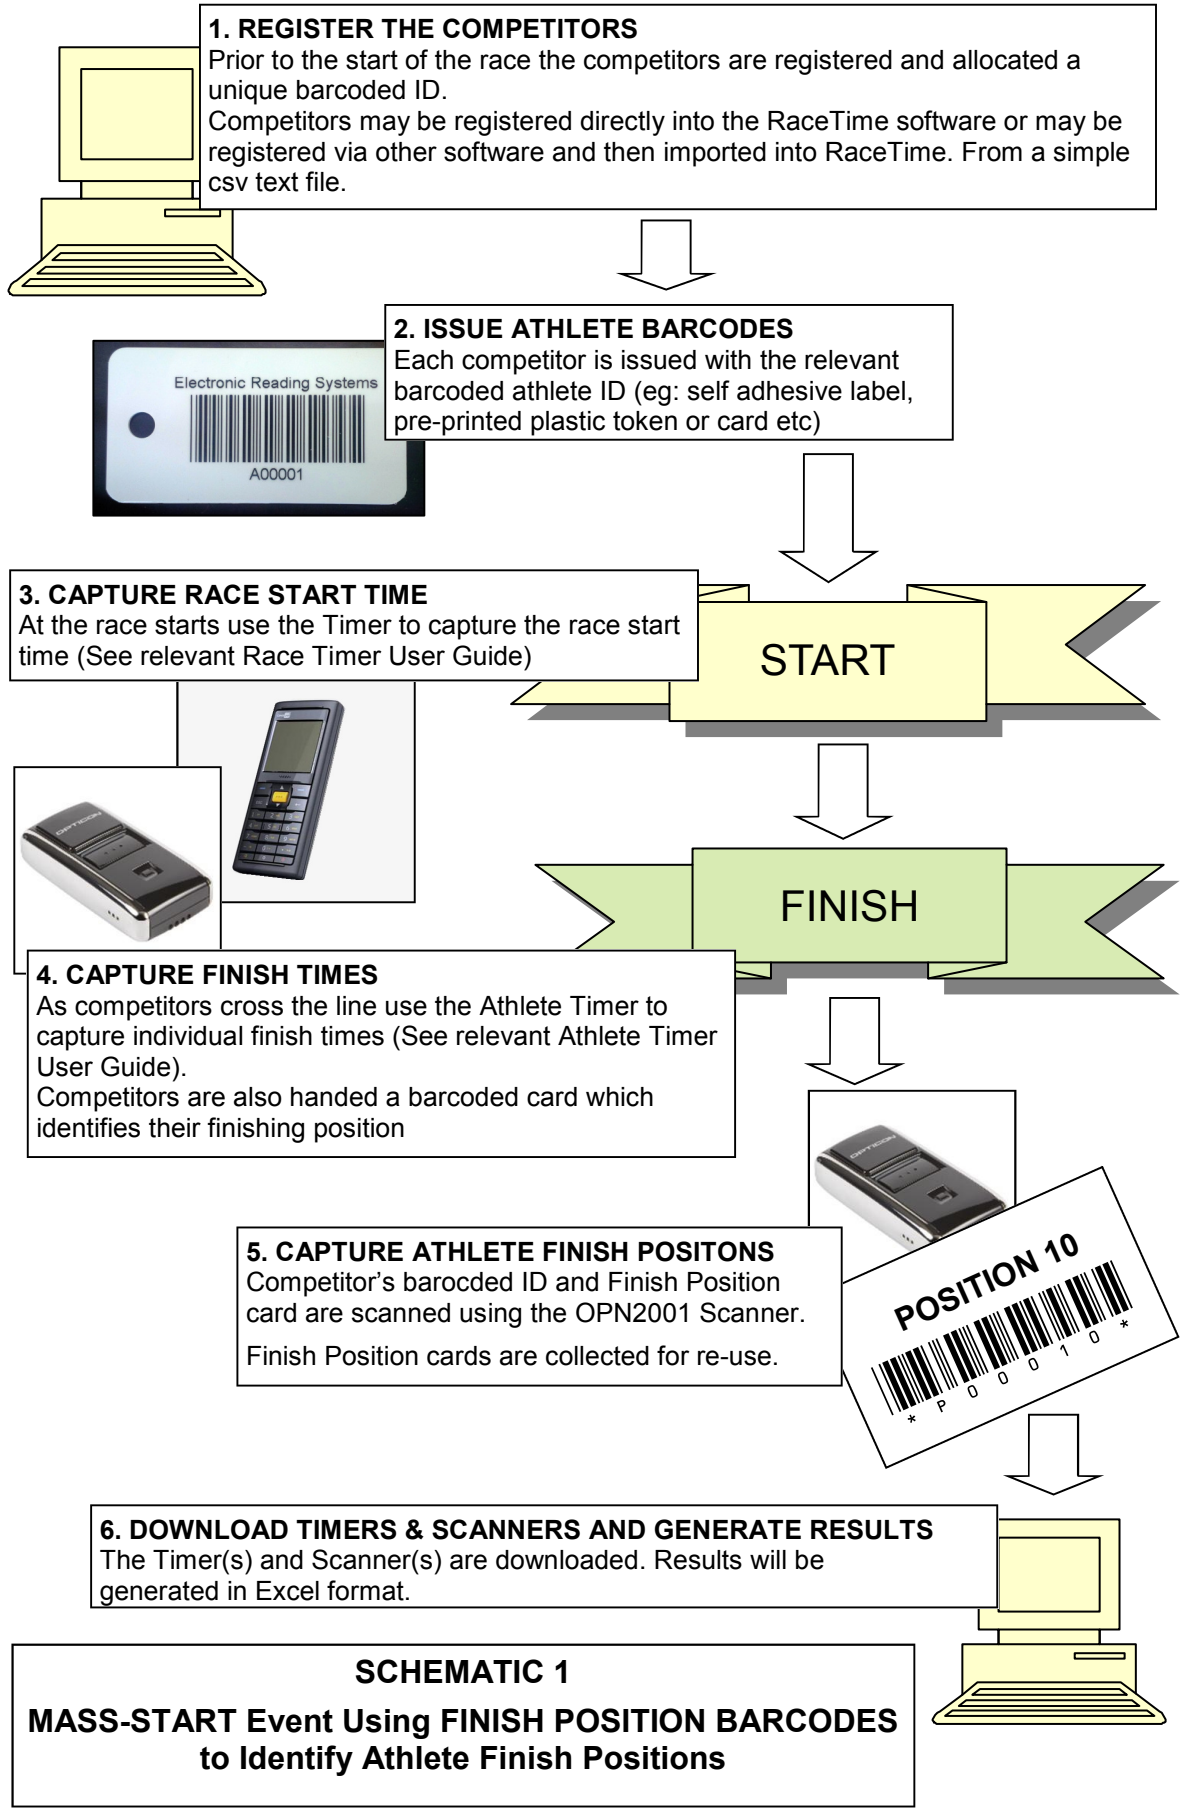 1. REGISTER THE COMPETITORS
Prior to the start of the race the competitors are registered and allocated a
unique barcoded ID.
Competitors may be registered directly into the RaceTime software or may be
registered via other software and then imported into RaceTime. From a simple
csv text file.
2. ISSUE ATHLETE BARCODES
Each competitor is issued with the relevant
barcoded athlete ID (eg: self adhesive label,
pre-printed plastic token or card etc)
Electronic Reading Systems
A00001
3. CAPTURE RACE START TIME
At the race starts use the Timer to capture the race start
time (See relevant Race Timer User Guide)
START
OPTICON
FINISH
4. CAPTURE FINISH TIMES
As competitors cross the line use the Athlete Timer to
capture individual finish times (See relevant Athlete Timer
User Guide).
Competitors are also handed a barcoded card which
identifies their finishing position
OPTICON
5. CAPTURE ATHLETE FINISH POSITONS
Competitor's barocded ID and Finish Position
card are scanned using the OPN2001 Scanner.
Finish Position cards are collected for re-use.
POSITION 10
* P 0 0 0 1 0 *
6. DOWNLOAD TIMERS & SCANNERS AND GENERATE RESULTS
The Timer(s) and Scanner(s) are downloaded. Results will be
generated in Excel format.
SCHEMATIC 1
MASS-START Event Using FINISH POSITION BARCODES
to Identify Athlete Finish Positions